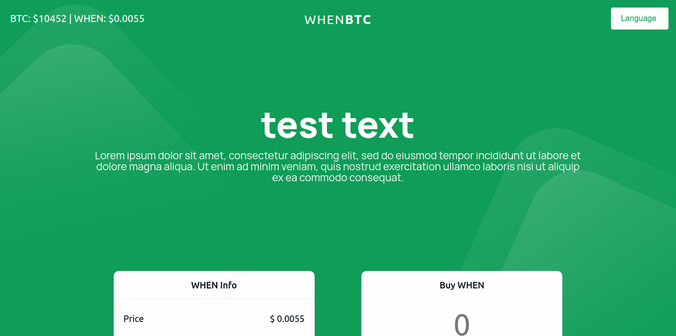 BTC: $10452 | WHEN: $0.0055
WHENBTC
Language
test text
Lorem ipsum dolor sit amet, consectetur adipiscing elit, sed do eiusmod tempor incididunt ut labore et
dolore magna aliqua. Ut enim ad minim veniam, quis nostrud exercitation ullamco laboris nisi ut aliquip
ex ea commodo consequat.
WHEN Info
Price $ 0.0055
Buy WHEN
0